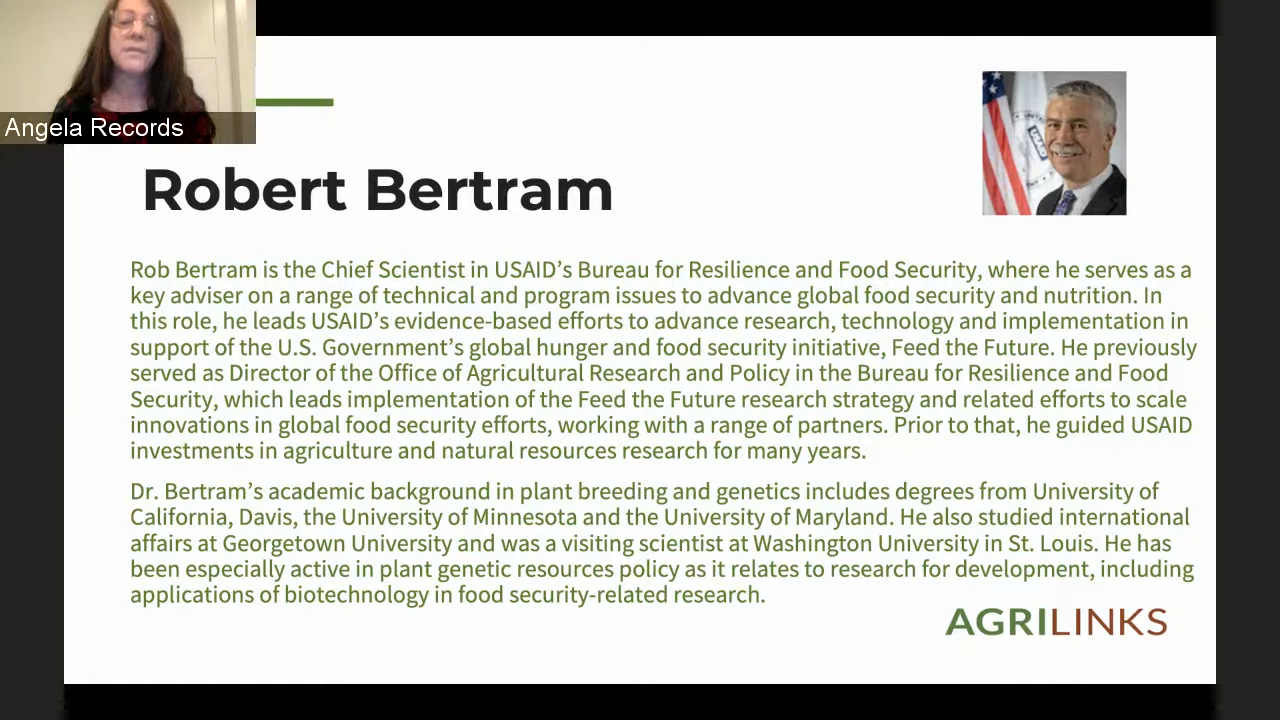 Angela Records
Robert Bertram
Rob Bertram is the Chief Scientist in USAID's Bureau for Resilience and Food Security, where he serves as a
key adviser on a range of technical and program issues to advance global food security and nutrition. In
this role, he leads USAID's evidence-based efforts to advance research, technology and implementation in
support of the U.S. Government's global hunger and food security initiative, Feed the Future. He previously
served as Director of the Office of Agricultural Research and Policy in the Bureau for Resilience and Food
Security, which leads implementation of the Feed the Future research strategy and related efforts to scale
innovations in global food security efforts, working with a range of partners. Prior to that, he guided USAID
investments in agriculture and natural resources research for many years.
Dr. Bertram's academic background in plant breeding and genetics includes degrees from University of
California, Davis, the University of Minnesota and the University of Maryland. He also studied international
affairs at Georgetown University and was a visiting scientist at Washington University in St. Louis. He has
been especially active in plant genetic resources policy as it relates to research for development, including
applications of biotechnology in food security-related research.
AGRILINKS